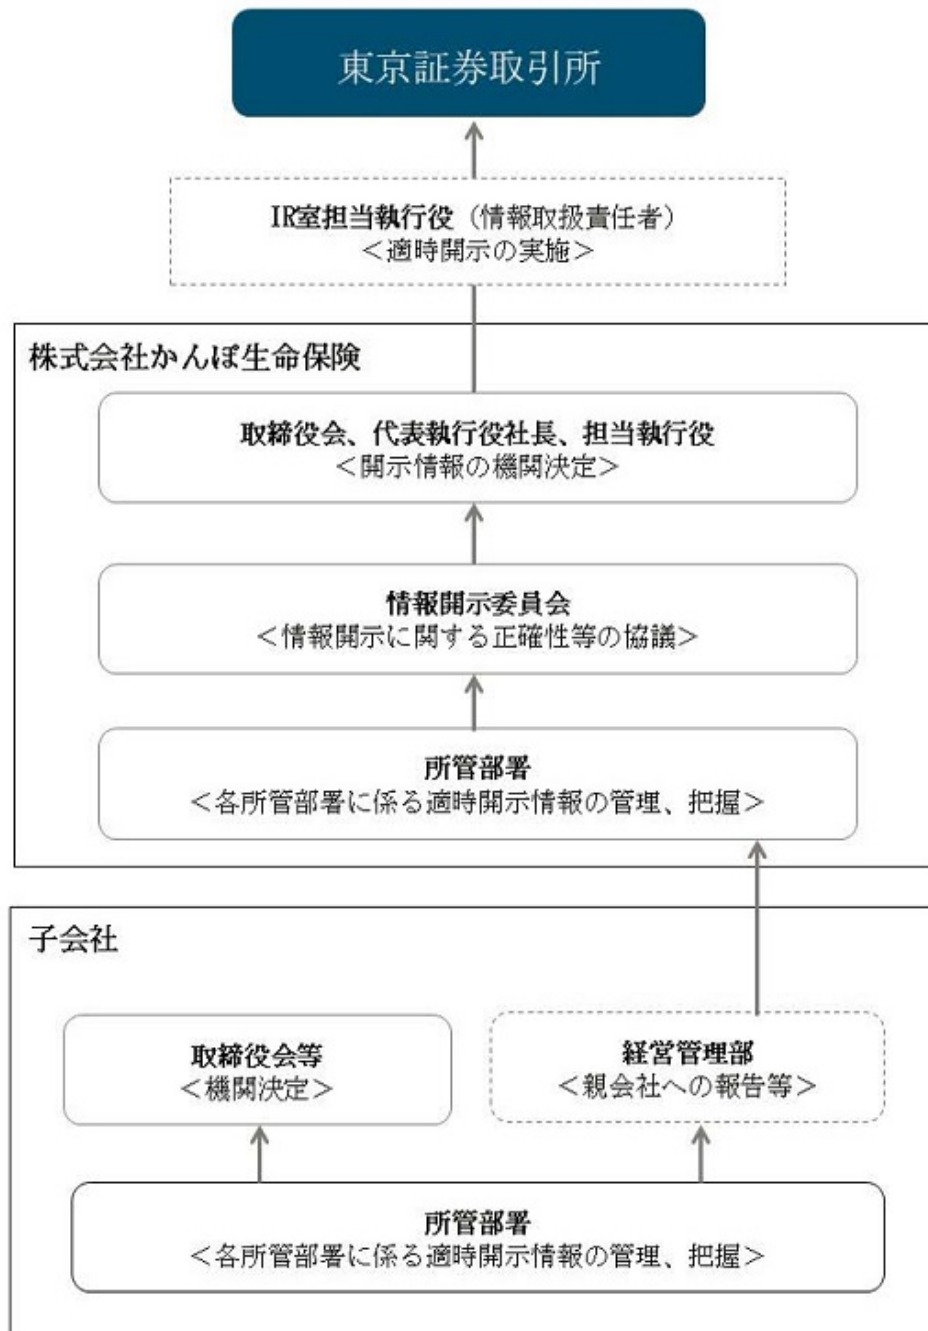 東京証券取引所
IR室担当執行役（情報取扱責任者）
＜適時開示の実施＞
株式会社かんぽ生命保険
取締役会、代表執行役社長、担当執行役
＜開示情報の機関決定＞
情報開示委員会
＜情報開示に関する正確性等の協議＞
所管部署
＜各所管部署に係る適時開示情報の管理、把握＞
子会社
取締役会等
＜機関決定＞
経営管理部
＜親会社への報告等＞
所管部署
＜各所管部署に係る適時開示情報の管理、把握＞